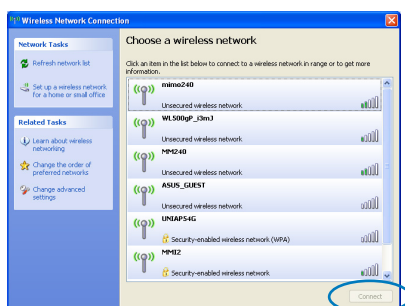 Wireless Network Connection
Network Tasks
Refresh network list
Set up a wireless network
for a home or small office
Related Tasks
Learn about wireless
networking
Change the order of
preferred networks
Change advanced
settings
Choose a wireless network
Click an item in the list below to connect to a wireless network in range or to get more
information.
mimo240
Unsecured wireless network
WL500gP_i3mJ
Unsecured wireless network
MM240
Unsecured wireless network
ASUS_GUEST
Unsecured wireless network
UNIAP54G
Security-enabled wireless network (WPA)
MMI2
Security-enabled wireless network
Connect